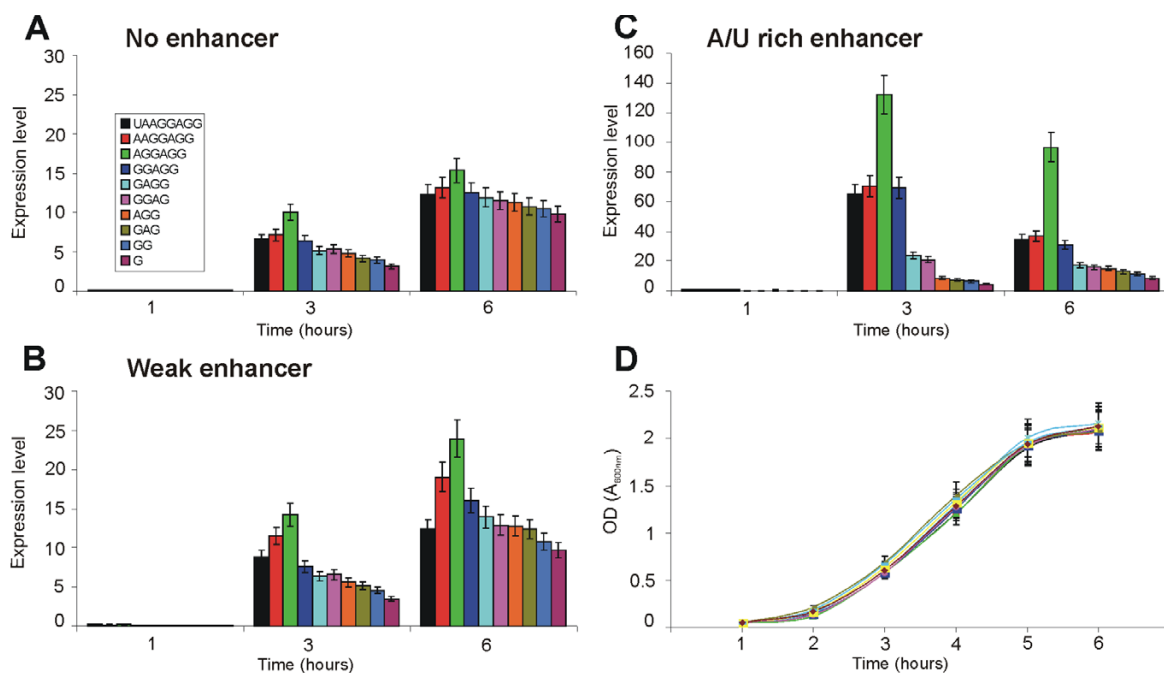 A
No enhancer
30
25
20
15
10
5
0
Expression level
UAAGGAGG
AAGGAGG
AGGAGG
GGAGG
GAGG
GGAG
AGG
GAG
GG
G
1 3 6
Time (hours)
B
Weak enhancer
30
25
20
15
10
5
0
Expression level
1 3 6
Time (hours)
C
A/U rich enhancer
160
140
120
100
80
60
40
20
0
Expression level
1 3 6
Time (hours)
D
2.5
2
1.5
1
0.5
0
OD (A600nm)
1 2 3 4 5 6
Time (hours)